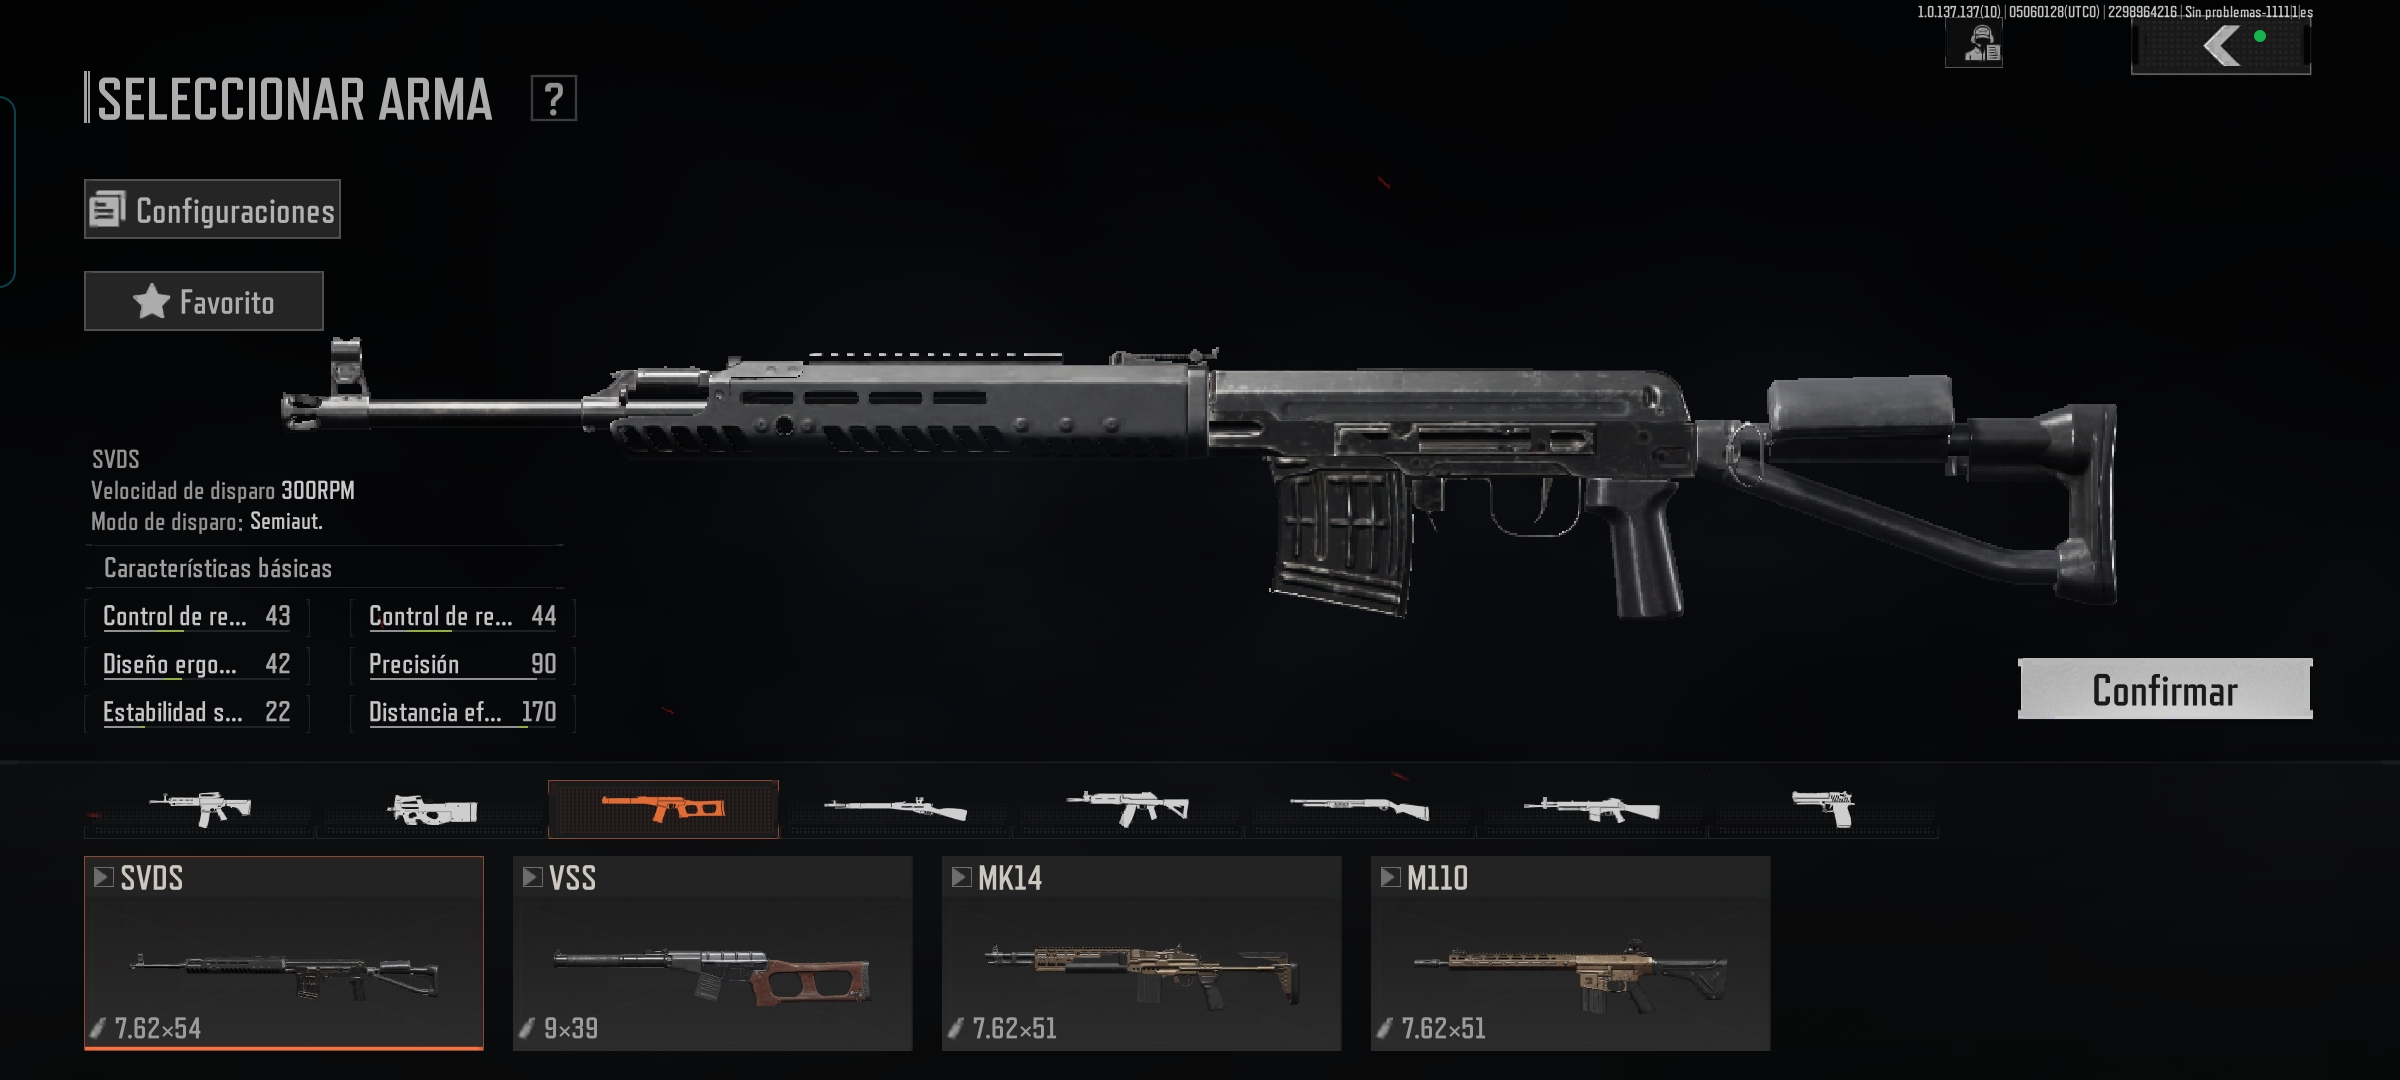 1.0.137.137(10) | 05060128(UTC0) | 2298964216 | Sin problemas-1111|1|es
SELECCIONAR ARMA ?
Configuraciones
Favorito
SVDS
Velocidad de disparo 300RPM
Modo de disparo: Semiaut.
Características básicas
Control de re... 43 Control de re... 44
Diseño ergo... 42 Precisión 90
Estabilidad s... 22 Distancia ef... 170
Confirmar
SVDS VSS MK14 M110
7.62×54 9×39 7.62×51 7.62×51